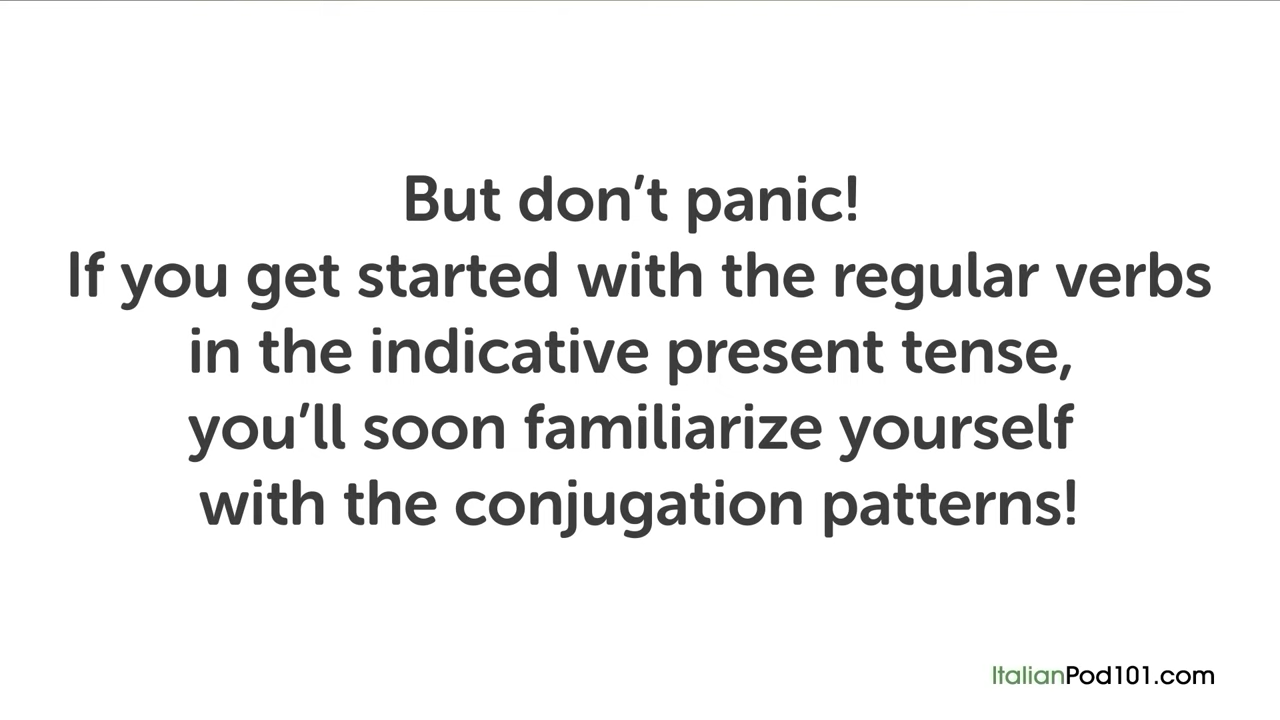 But don’t panic!
If you get started with the regular verbs
in the indicative present tense,
you’ll soon familiarize yourself
with the conjugation patterns!
ItalianPod101.com